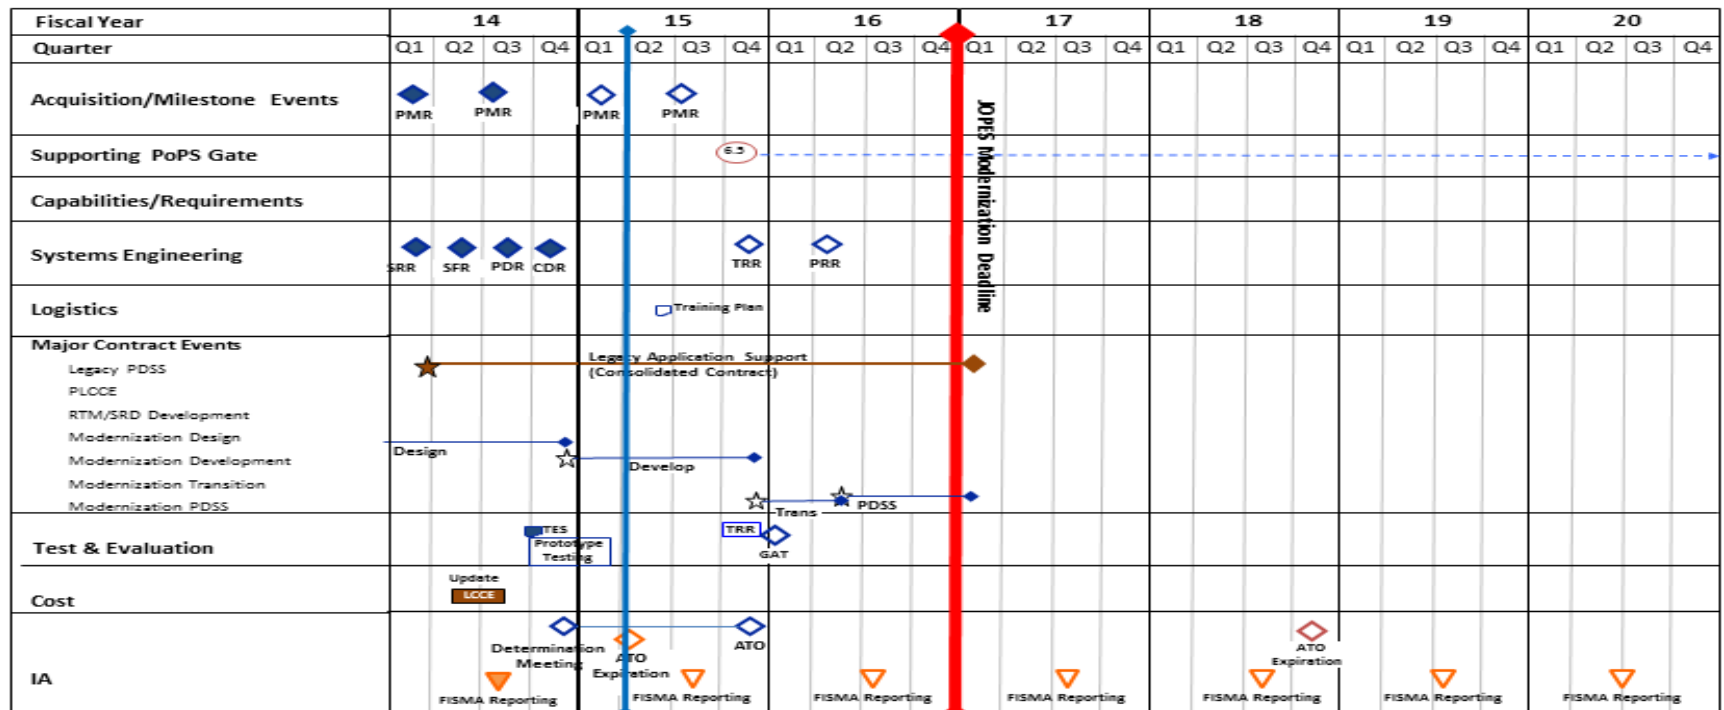 Fiscal Year 14 15 16 17 18 19 20
Quarter Q1 Q2 Q3 Q4 Q1 Q2 Q3 Q4 Q1 Q2 Q3 Q4 Q1 Q2 Q3 Q4 Q1 Q2 Q3 Q4 Q1 Q2 Q3 Q4 Q1 Q2 Q3 Q4
Acquisition/Milestone Events
PMR PMR PMR PMR
JOPES Modernization Deadline
Supporting PoPS Gate 6.5
Capabilities/Requirements
Systems Engineering
SRR SFR PDR CDR TRR PRR
Logistics Training Plan
Major Contract Events
Legacy Application Support
(Consolidated Contract)
Legacy PDSS
PLCCE
RTM/SRD Development
Modernization Design
Design
Modernization Development
Develop
Modernization Transition
Modernization PDSS
Trans PDSS
TES TRR
Test & Evaluation
Prototype
Testing
GAT
Update
LCCE
Cost
Determination
Meeting
ATO
Expiration
ATO
ATO
Expiration
IA
FISMA Reporting FISMA Reporting FISMA Reporting FISMA Reporting FISMA Reporting FISMA Reporting FISMA Reporting